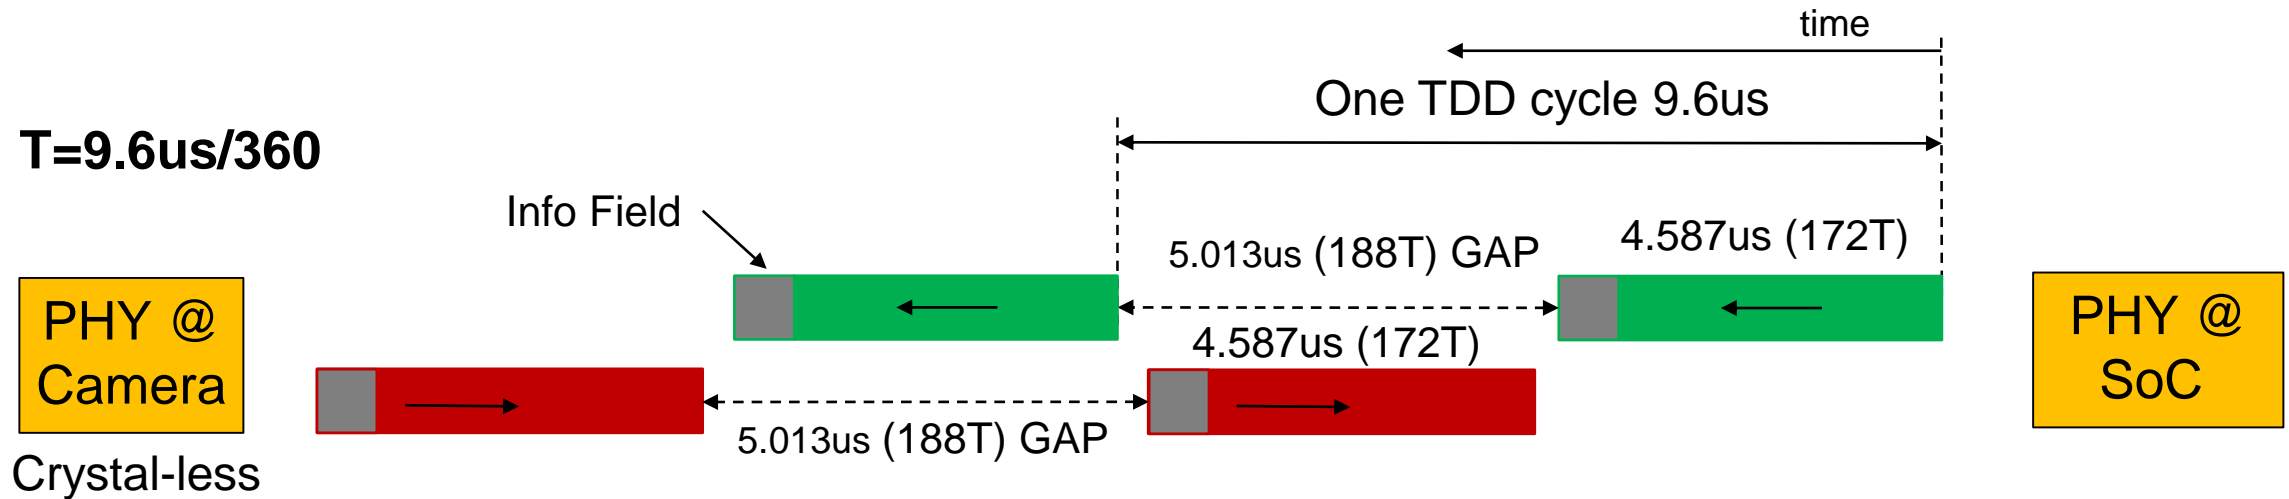 time
One TDD cycle 9.6us
T=9.6us/360
Info Field
5.013us (188T) GAP
4.587us (172T)
PHY @
Camera
4.587us (172T)
PHY @
SoC
5.013us (188T) GAP
Crystal-less